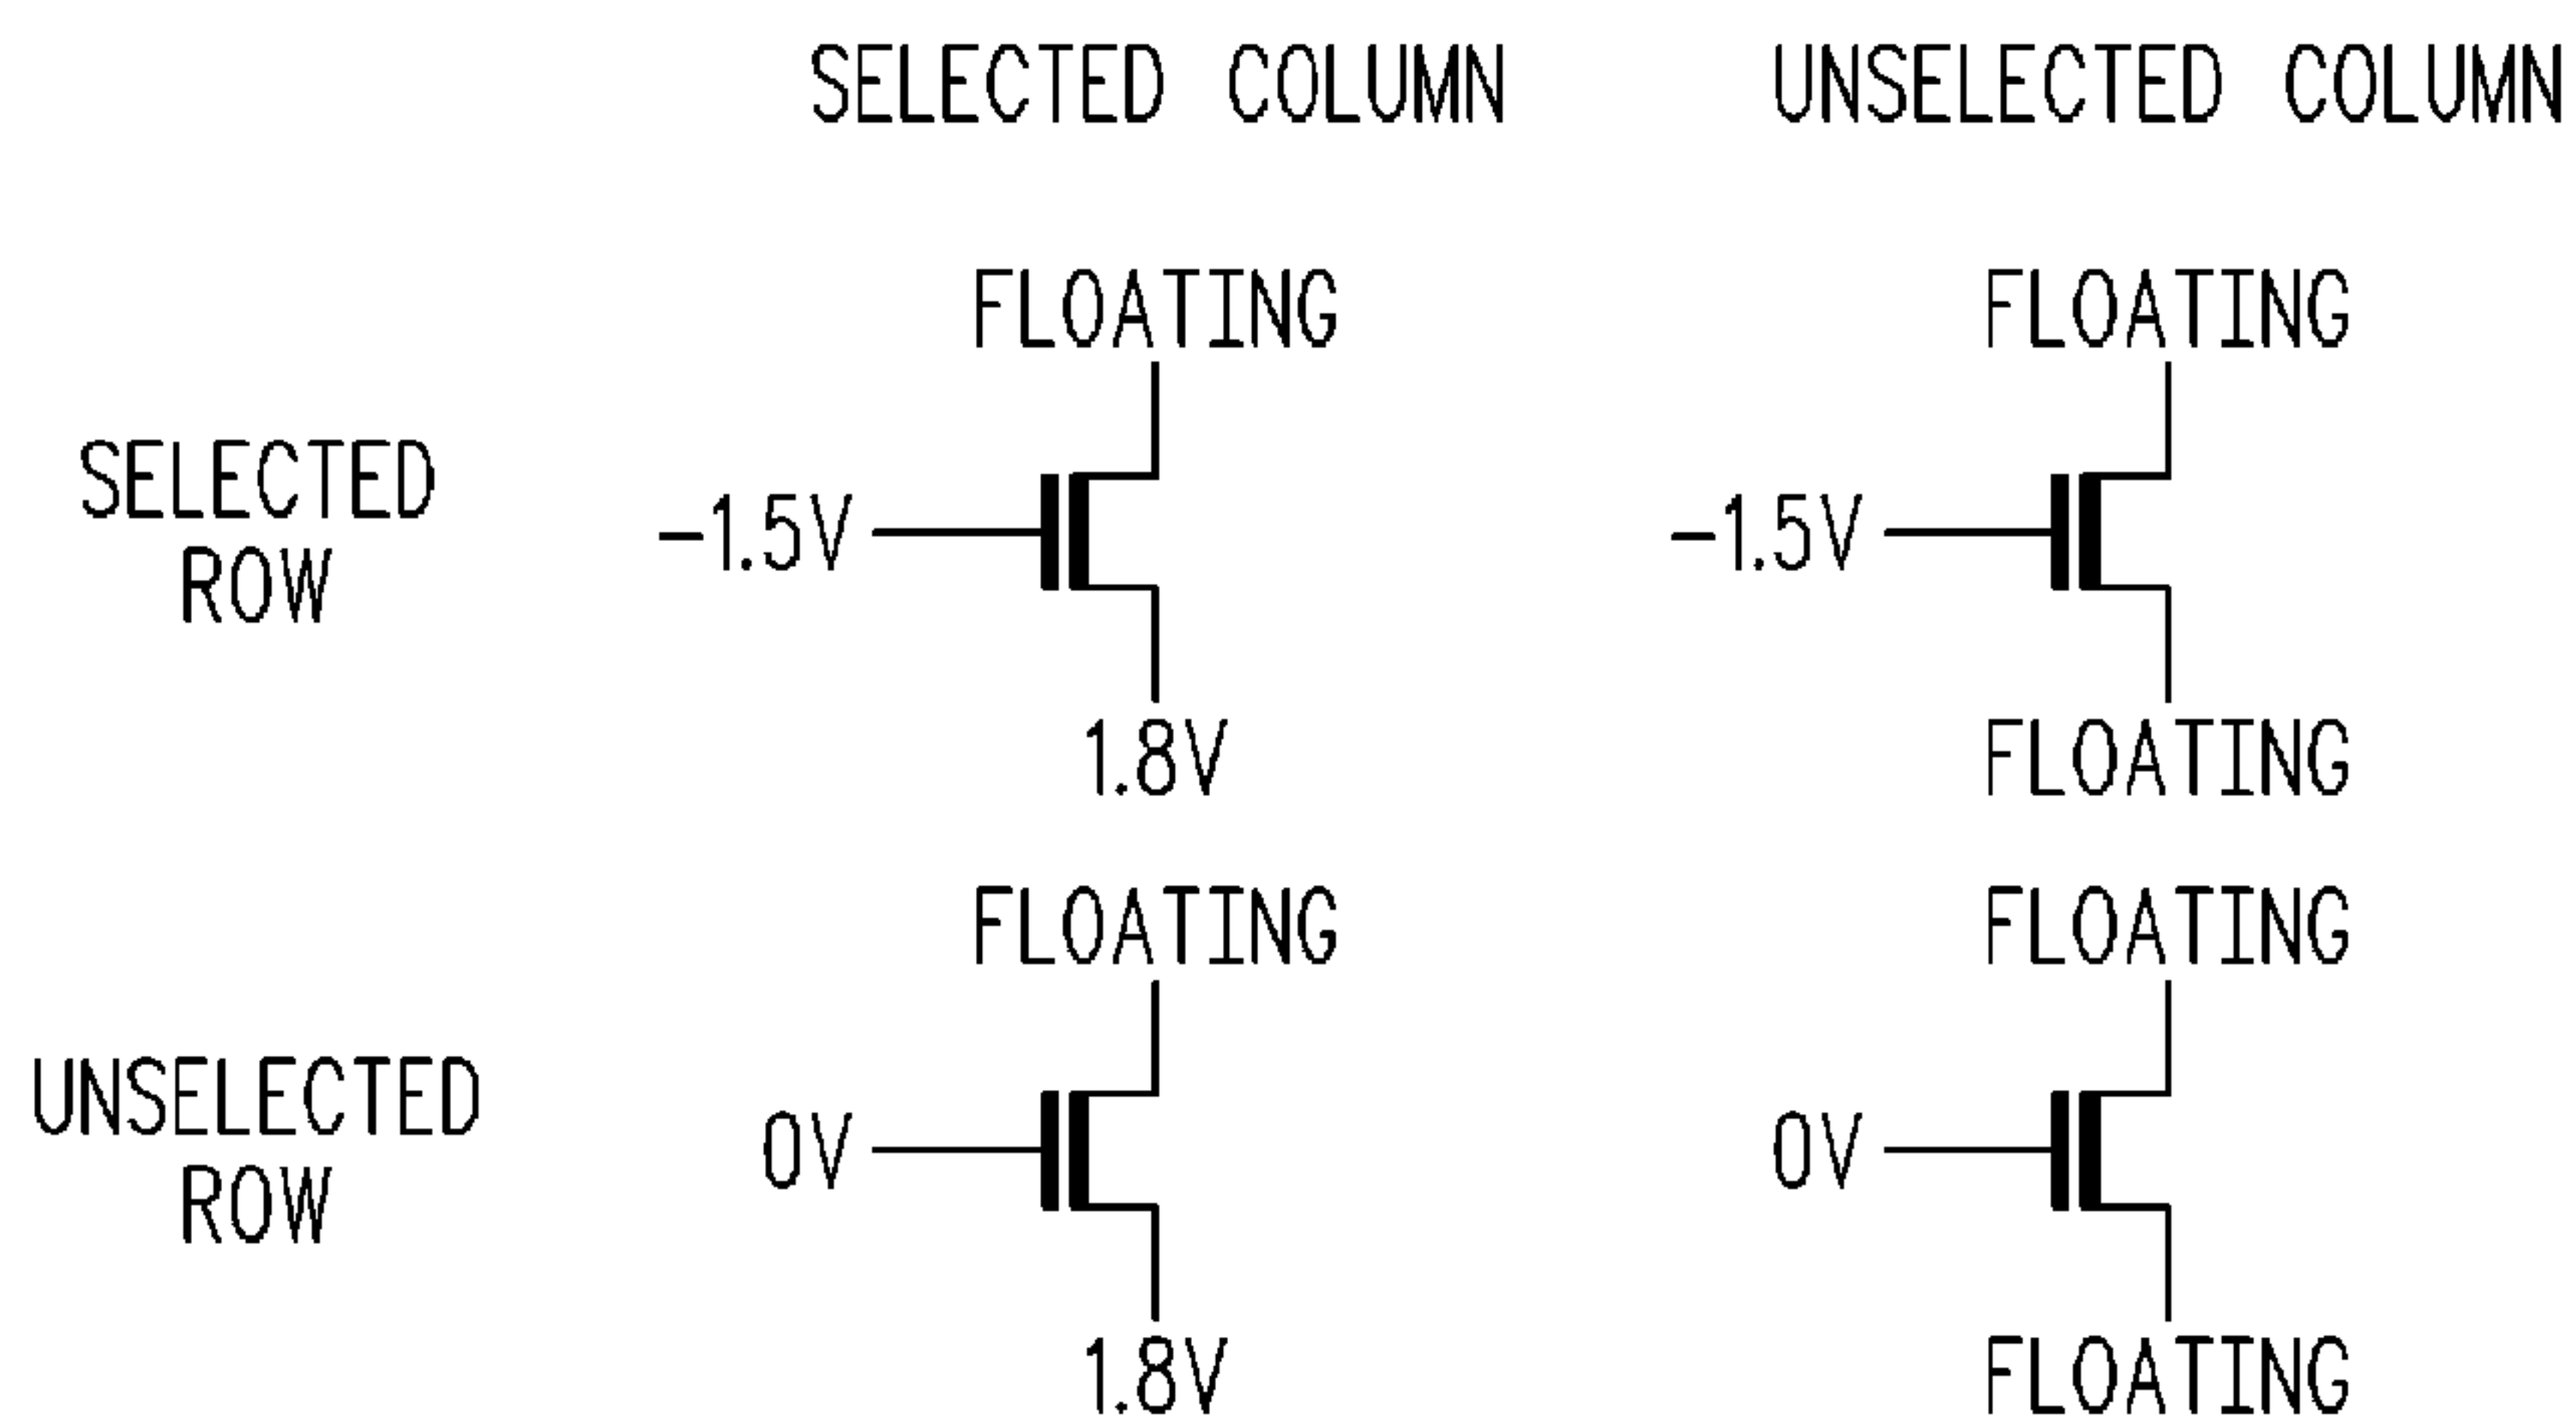 SELECTED COLUMN UNSELECTED COLUMN
FLOATING FLOATING
SELECTED
ROW
-1.5V -1.5V
1.8V FLOATING
FLOATING FLOATING
UNSELECTED
ROW
0V 0V
1.8V FLOATING